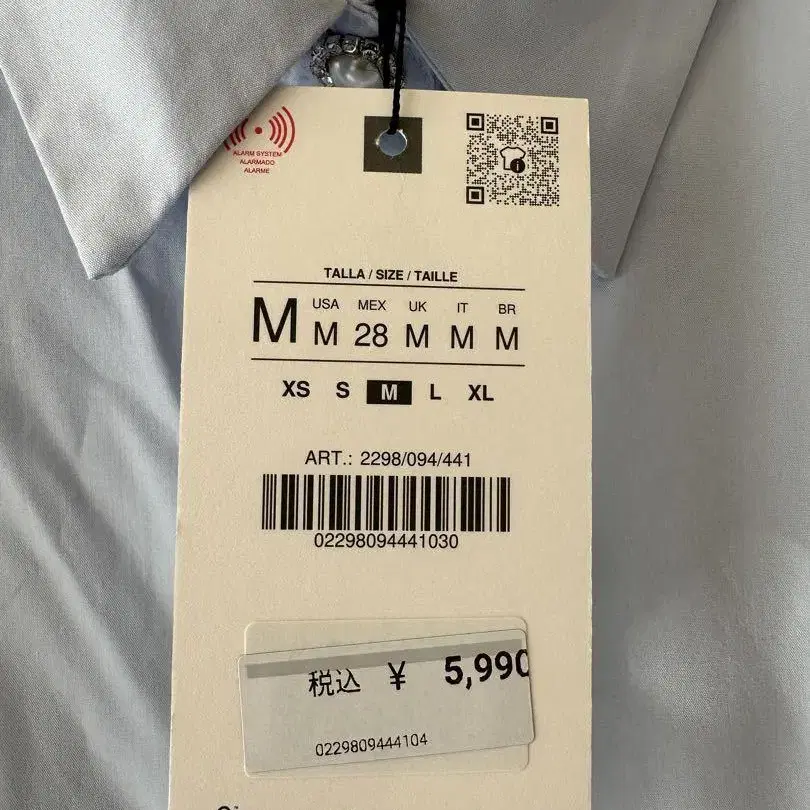 ALARM SYSTEM
ALARMADO
ALARME
i
TALLA / SIZE / TAILLE
USA MEX UK IT BR
M M 28 M M M
XS S M L XL
ART.: 2298/094/441
02298094441030
税込 ¥ 5,990
0229809444104